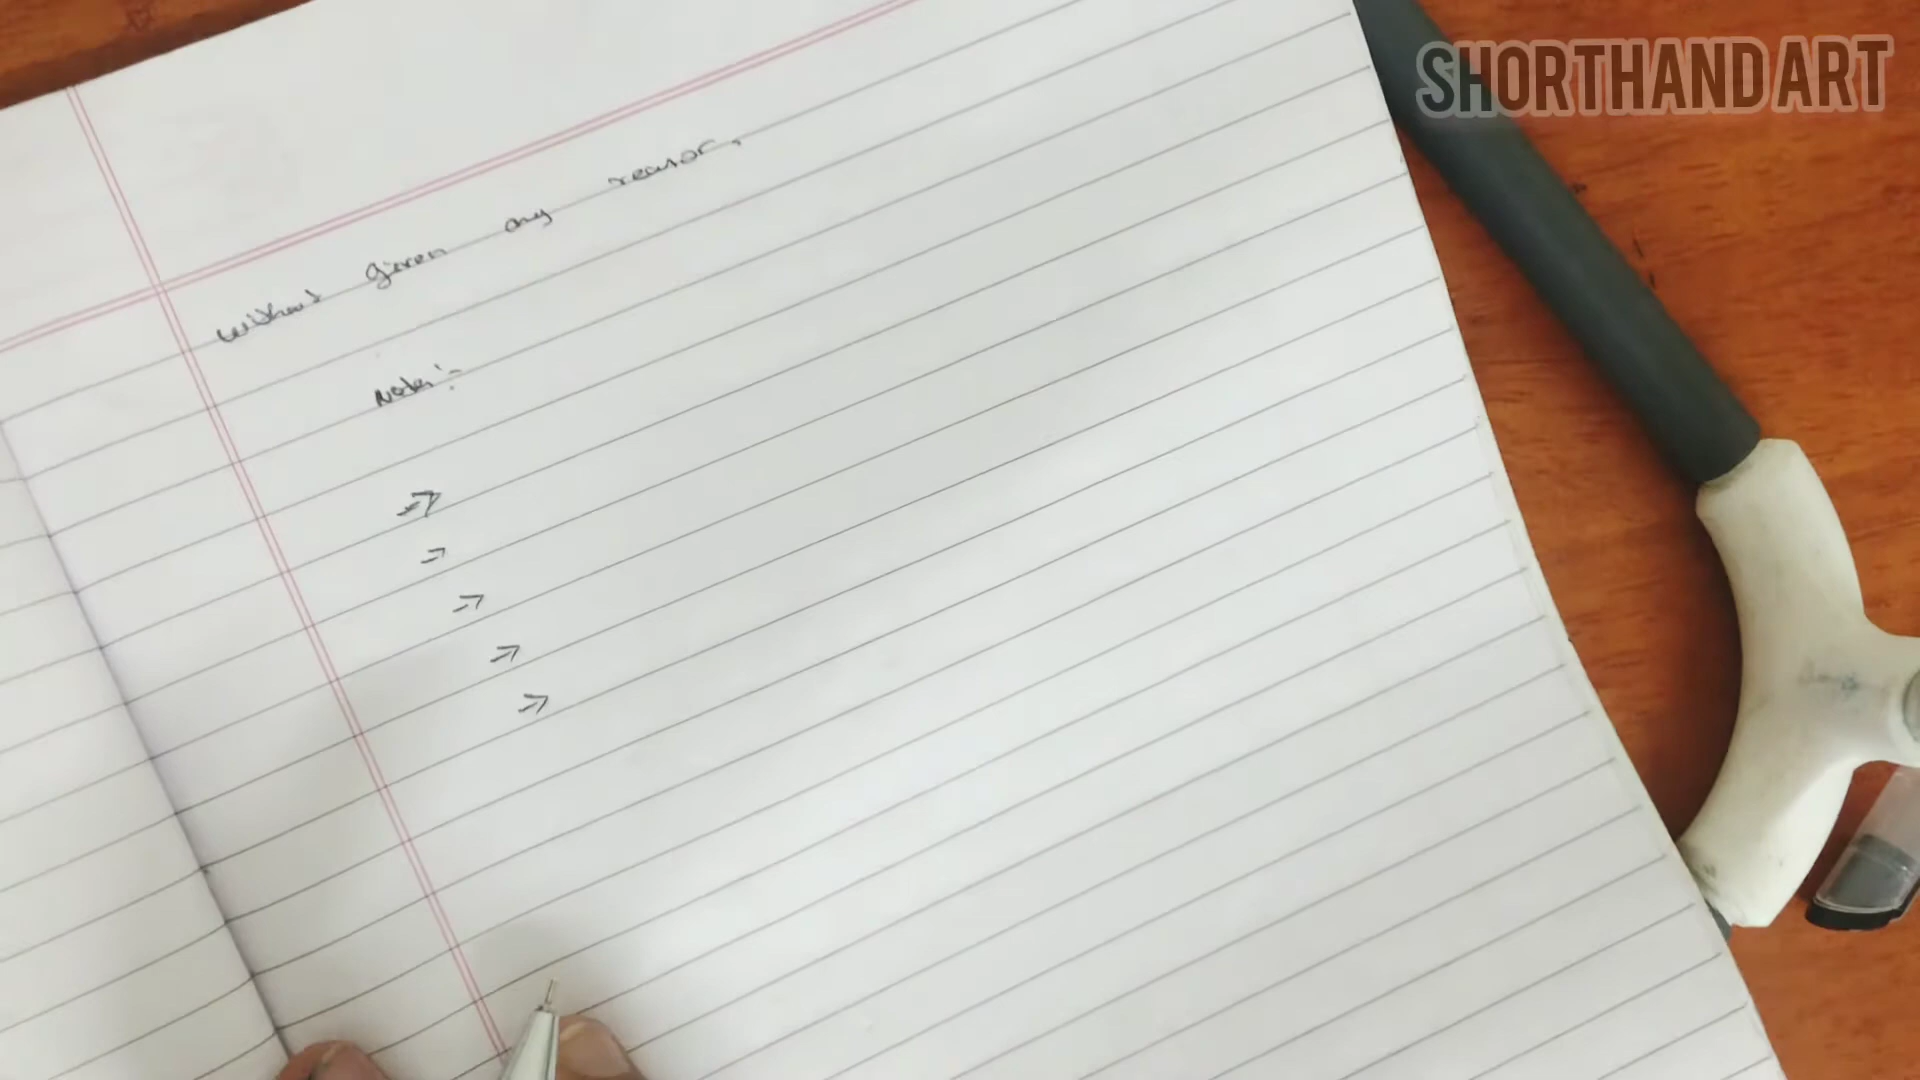 SHORTHAND ART
without given any reason,
Note:-
⇒
⇒
⇒
⇒
⇒